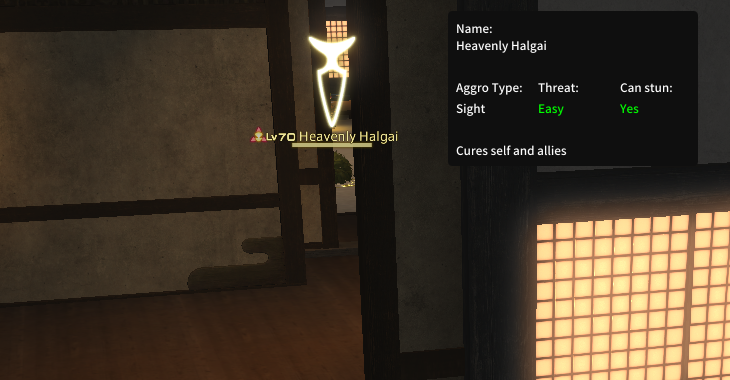 Name:
Heavenly Halgai
Aggro Type: Threat: Can stun:
Sight Easy Yes
Cures self and allies
Lv70 Heavenly Halgai